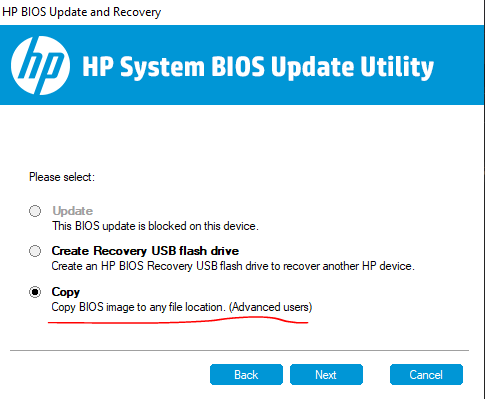 HP BIOS Update and Recovery
hp HP System BIOS Update Utility
Please select:
Update
This BIOS update is blocked on this device.
Create Recovery USB flash drive
Create an HP BIOS Recovery USB flash drive to recover another HP device.
Copy
Copy BIOS image to any file location. (Advanced users)
Back Next Cancel